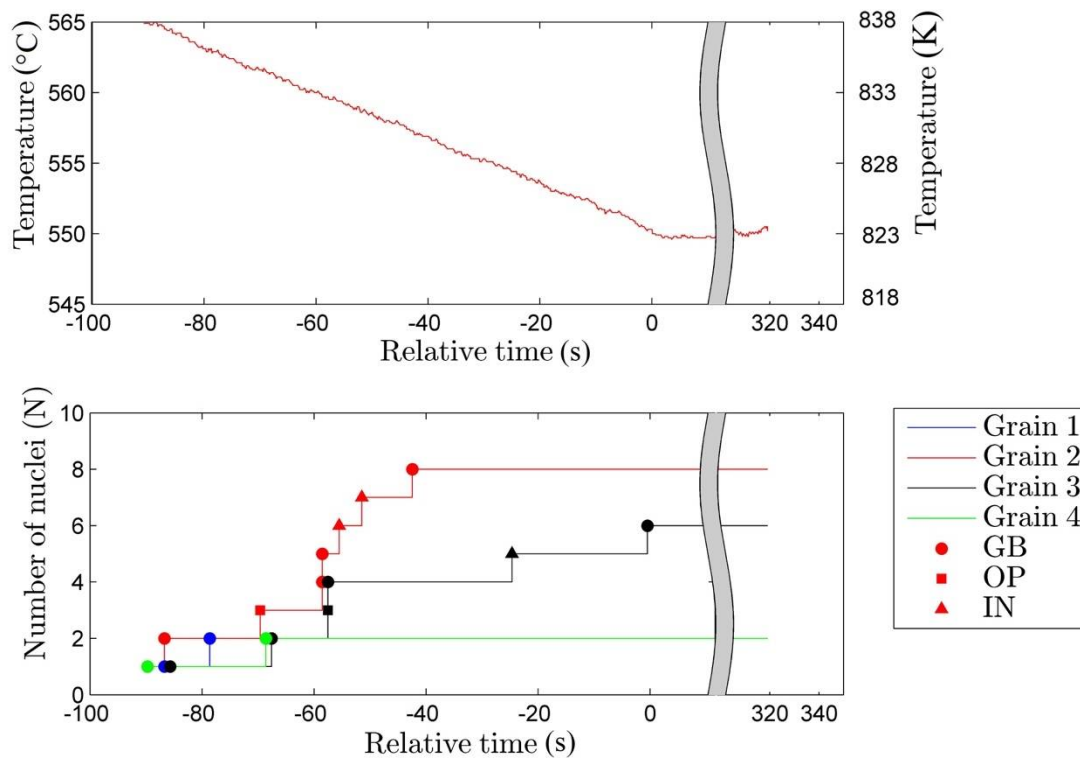 565
560
555
550
545
Temperature (°C)
838
833
828
823
818
Temperature (K)
-100 -80 -60 -40 -20 0 320 340
Relative time (s)
10
8
6
4
2
0
Number of nuclei (N)
-100 -80 -60 -40 -20 0 320 340
Relative time (s)
Grain 1
Grain 2
Grain 3
Grain 4
GB
OP
IN